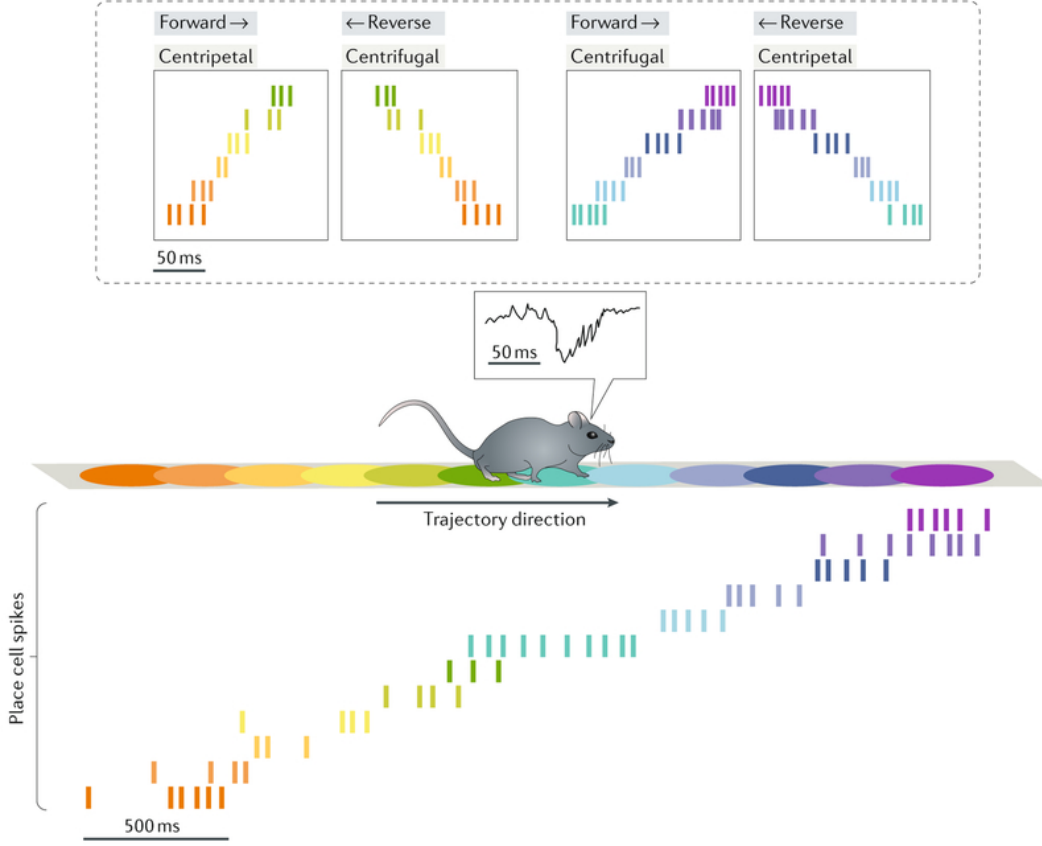 Forward →
← Reverse
Forward →
← Reverse
Centripetal
Centrifugal
Centrifugal
Centripetal
50 ms
50 ms
Trajectory direction
Place cell spikes
500 ms